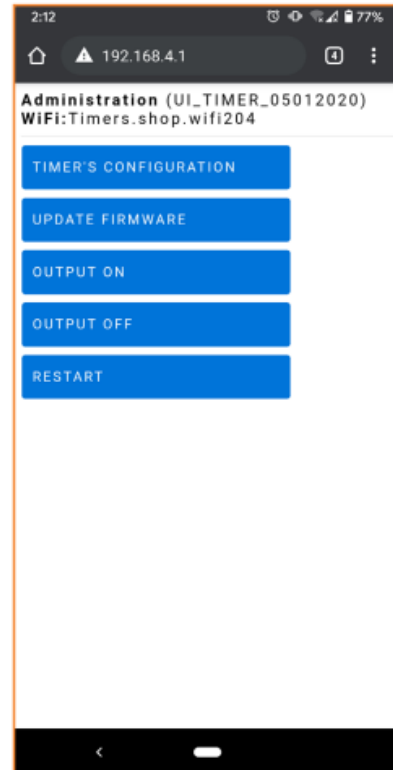 2:12
77%
192.168.4.1
4
Administration (UI_TIMER_05012020)
WiFi:Timers.shop.wifi204
TIMER'S CONFIGURATION
UPDATE FIRMWARE
OUTPUT ON
OUTPUT OFF
RESTART